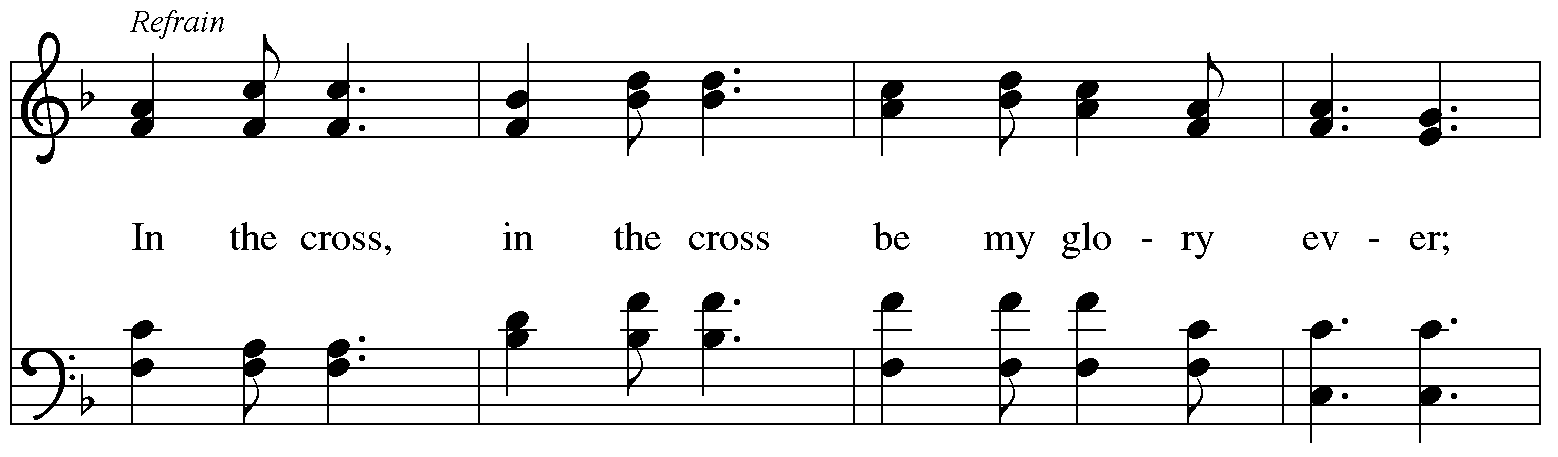 Refrain
In the cross, in the cross be my glo - ry ev - er;